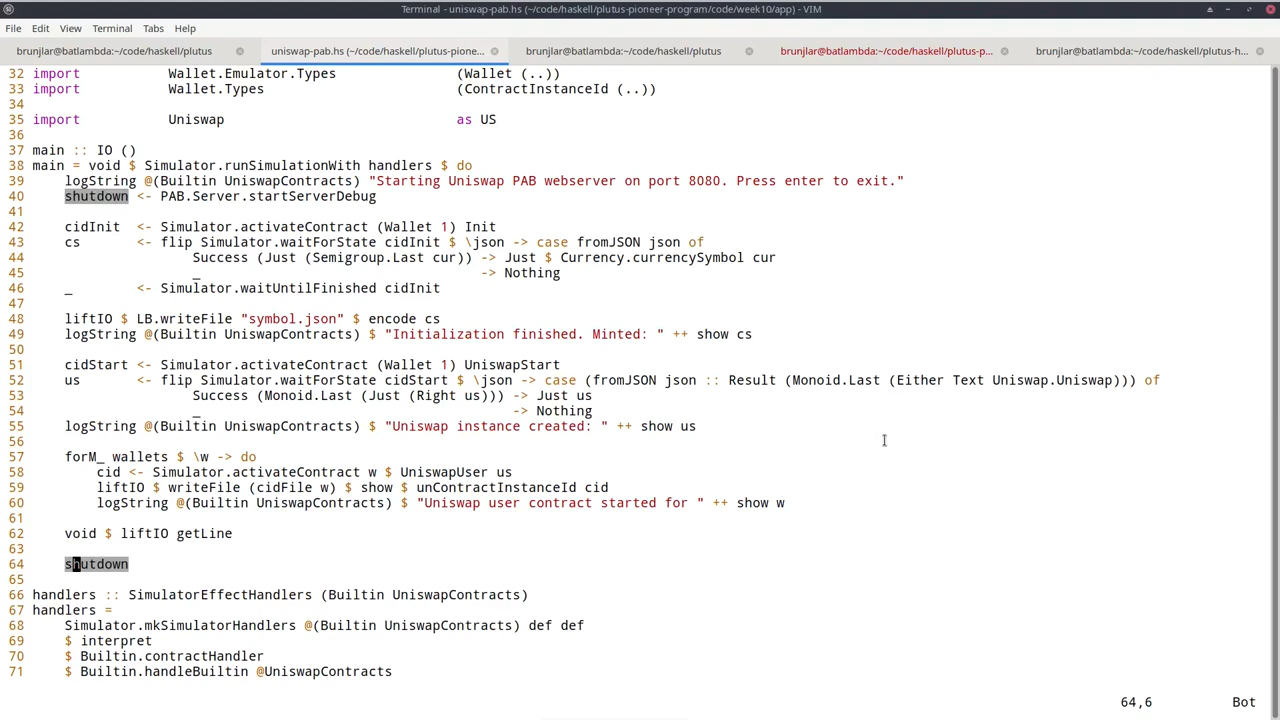 Terminal - uniswap-pab.hs (~/code/haskell/plutus-pioneer-program/code/week10/app) - VIM
File Edit View Terminal Tabs Help
brunjlar@batlambda:~/code/haskell/plutus uniswap-pab.hs (~/code/haskell/plutus-pione... brunjlar@batlambda:~/code/haskell/plutus brunjlar@batlambda:~/code/haskell/plutus-p... brunjlar@batlambda:~/code/haskell/plutus-h...
32 import           Wallet.Emulator.Types               (Wallet (..))
33 import           Wallet.Types                        (ContractInstanceId (..))
34
35 import           Uniswap                             as US
36
37 main :: IO ()
38 main = void $ Simulator.runSimulationWith handlers $ do
39     logString @(Builtin UniswapContracts) "Starting Uniswap PAB webserver on port 8080. Press enter to exit."
40     shutdown <- PAB.Server.startServerDebug
41
42     cidInit  <- Simulator.activateContract (Wallet 1) Init
43     cs       <- flip Simulator.waitForState cidInit $ \json -> case fromJSON json of
44                     Success (Just (Semigroup.Last cur)) -> Just $ Currency.currencySymbol cur
45                     _                                   -> Nothing
46     _        <- Simulator.waitUntilFinished cidInit
47
48     liftIO $ LB.writeFile "symbol.json" $ encode cs
49     logString @(Builtin UniswapContracts) $ "Initialization finished. Minted: " ++ show cs
50
51     cidStart <- Simulator.activateContract (Wallet 1) UniswapStart
52     us       <- flip Simulator.waitForState cidStart $ \json -> case (fromJSON json :: Result (Monoid.Last (Either Text Uniswap.Uniswap))) of
53                     Success (Monoid.Last (Just (Right us))) -> Just us
54                     _                                       -> Nothing
55     logString @(Builtin UniswapContracts) $ "Uniswap instance created: " ++ show us
56
57     forM_ wallets $ \w -> do
58         cid <- Simulator.activateContract w $ UniswapUser us
59         liftIO $ writeFile (cidFile w) $ show $ unContractInstanceId cid
60         logString @(Builtin UniswapContracts) $ "Uniswap user contract started for " ++ show w
61
62     void $ liftIO getLine
63
64     shutdown
65
66 handlers :: SimulatorEffectHandlers (Builtin UniswapContracts)
67 handlers =
68     Simulator.mkSimulatorHandlers @(Builtin UniswapContracts) def def
69     $ interpret
70     $ Builtin.contractHandler
71     $ Builtin.handleBuiltin @UniswapContracts
64,6 Bot